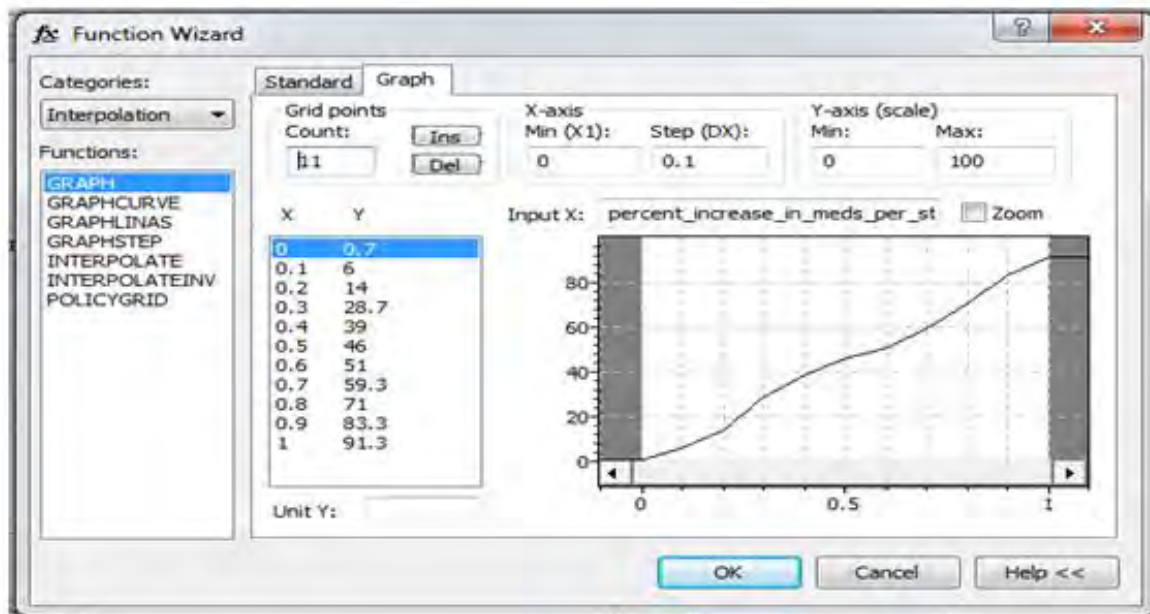 fx Function Wizard
?
Categories:
Interpolation
Functions:
GRAPH
GRAPHCURVE
GRAPHLINAS
GRAPHSTEP
INTERPOLATE
INTERPOLATEINV
POLICYGRID
Standard
Graph
Grid points
Count:
11
Ins
Del
X-axis
Min (X1):
Step (DX):
0
0.1
Y-axis (scale)
Min:
Max:
0
100
X Y
0 0.7
0.1 6
0.2 14
0.3 28.7
0.4 39
0.5 46
0.6 51
0.7 59.3
0.8 71
0.9 83.3
1 91.3
Unit Y:
Input X: percent_increase_in_meds_per_st
Zoom
80
60
40
20
0
0 0.5 1
OK
Cancel
Help <<